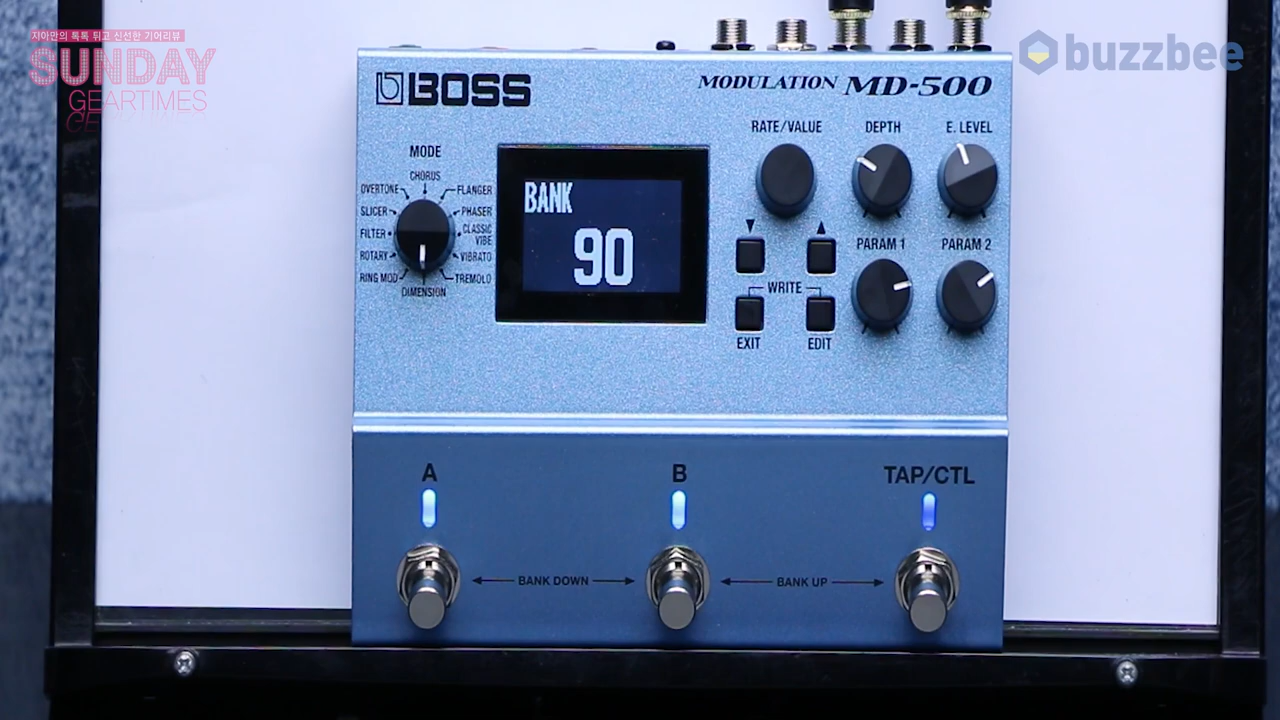 지아만의 톡톡 튀고 신선한 기어리뷰
SUNDAY
GEARTIMES
buzzbee
BOSS
MODULATION MD-500
MODE
CHORUS
OVERTONE
FLANGER
SLICER
PHASER
FILTER
CLASSIC
VIBE
ROTARY
VIBRATO
RING MOD
TREMOLO
DIMENSION
BANK
90
RATE/VALUE
DEPTH
E. LEVEL
PARAM 1
PARAM 2
WRITE
EXIT
EDIT
A
B
TAP/CTL
BANK DOWN
BANK UP